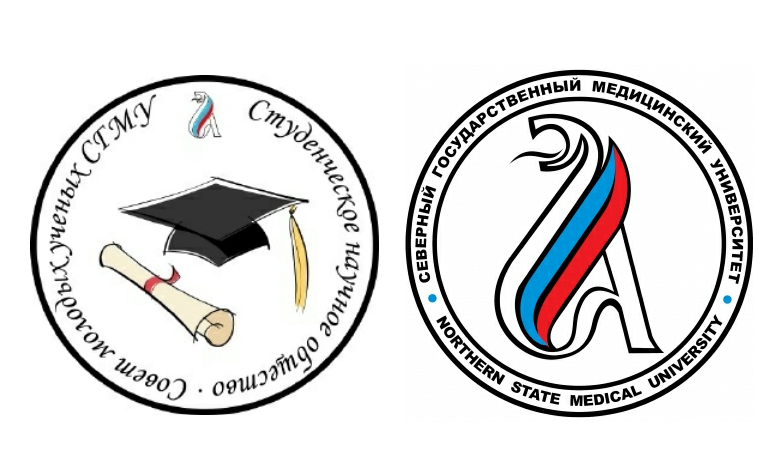 Студенческое научное общество · Совет молодых ученых СГМУ
СЕВЕРНЫЙ ГОСУДАРСТВЕННЫЙ МЕДИЦИНСКИЙ УНИВЕРСИТЕТ
NORTHERN STATE MEDICAL UNIVERSITY